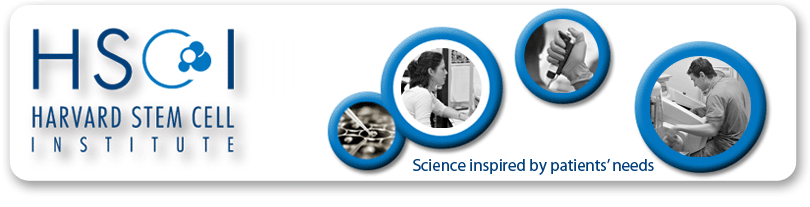 HSCI
HARVARD STEM CELL
INSTITUTE
Science inspired by patients' needs